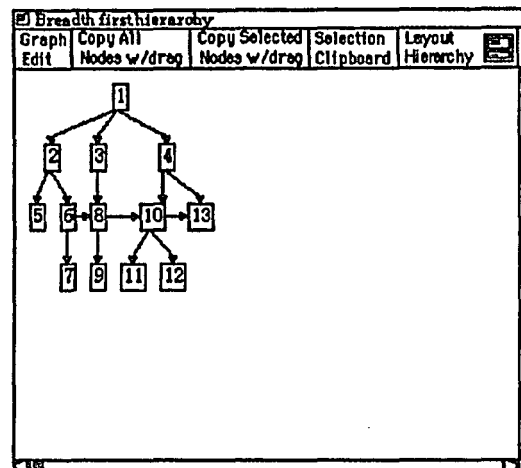 Breadth first hierarchy
Graph Copy All Copy Selected Selection Layout
Edit Nodes w/drag Nodes w/drag Clipboard Hierarchy
1
2 3 4
5 6 8 10 13
7 9 11 12